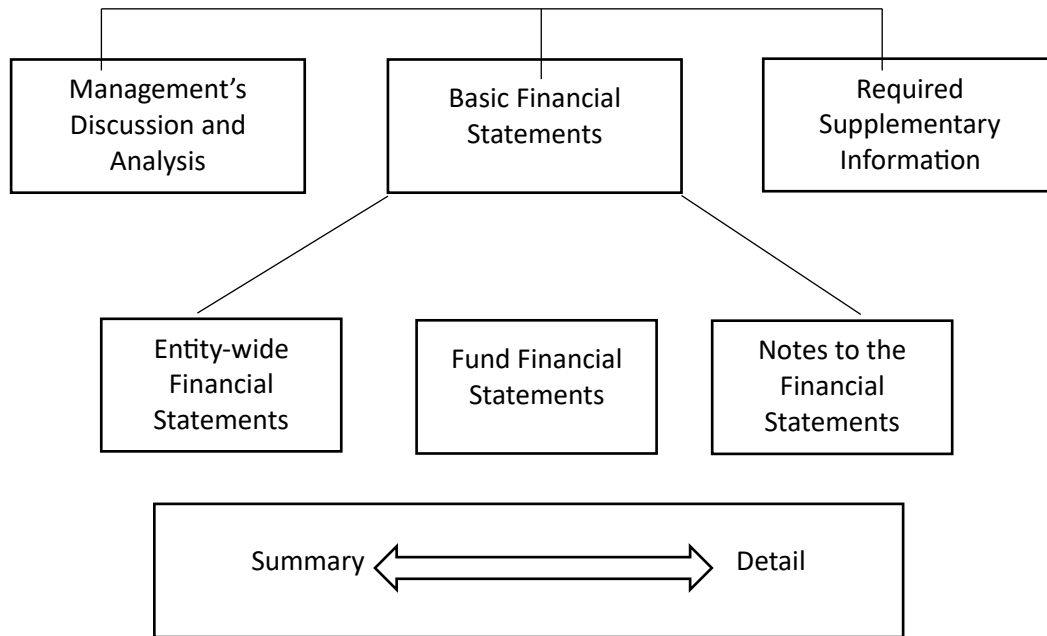 Management’s
Discussion and
Analysis
Basic Financial
Statements
Required
Supplementary
Information
Entity-wide
Financial
Statements
Fund Financial
Statements
Notes to the
Financial
Statements
Summary
Detail